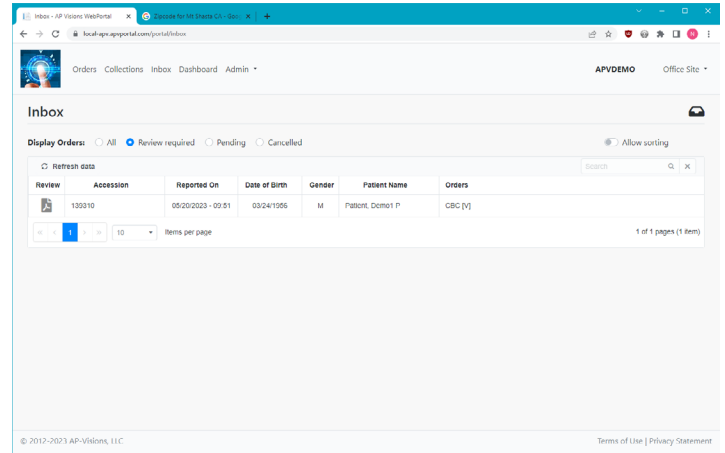 Inbox - AP Visions WebPortal
Zipcode for Mt Shasta CA - Goo
local-apv.apvportal.com/portal/inbox
Orders Collections Inbox Dashboard Admin
APVDEMO Office Site
Inbox
Display Orders: All Review required Pending Cancelled Allow sorting
Refresh data Search
Review Accession Reported On Date of Birth Gender Patient Name Orders
139310 05/20/2023 - 09:51 03/24/1956 M Patient, Demo1 P CBC [V]
« < 1 > » 10 Items per page 1 of 1 pages (1 item)
© 2012-2023 AP-Visions, LLC Terms of Use | Privacy Statement